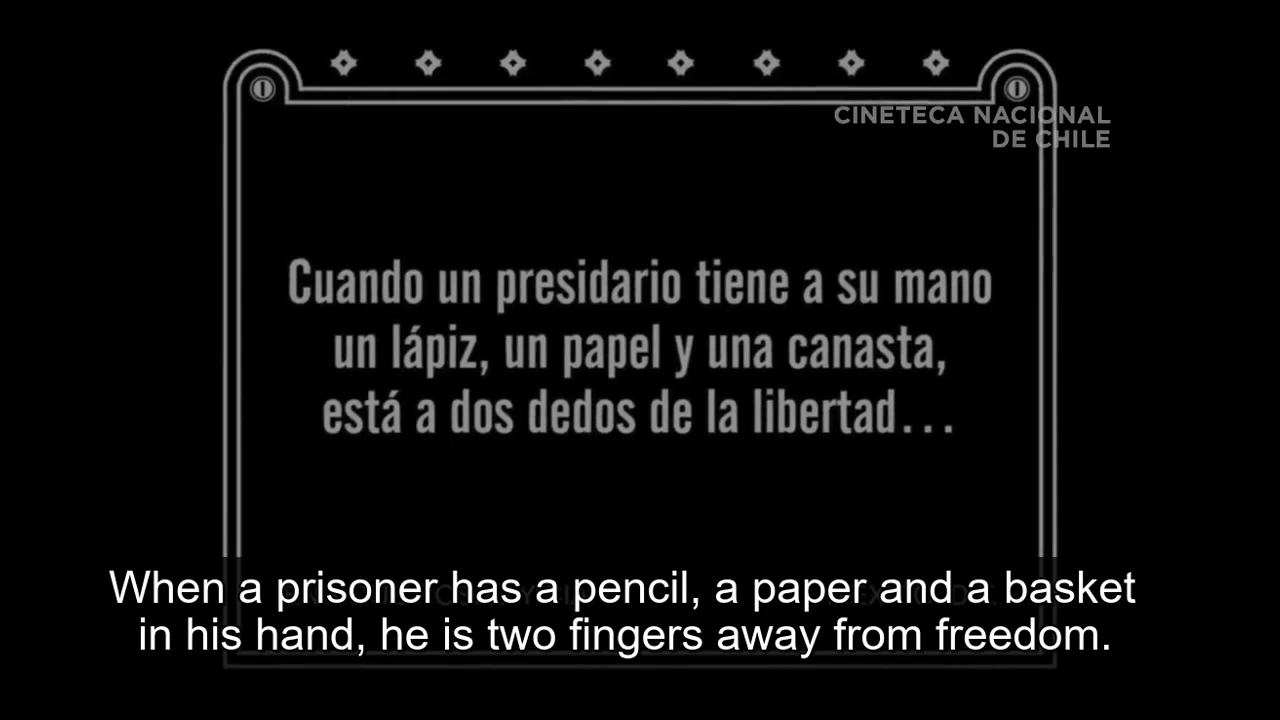 CINETECA NACIONAL
DE CHILE
Cuando un presidario tiene a su mano
un lápiz, un papel y una canasta,
está a dos dedos de la libertad...
When a prisoner has a pencil, a paper and a basket
in his hand, he is two fingers away from freedom.